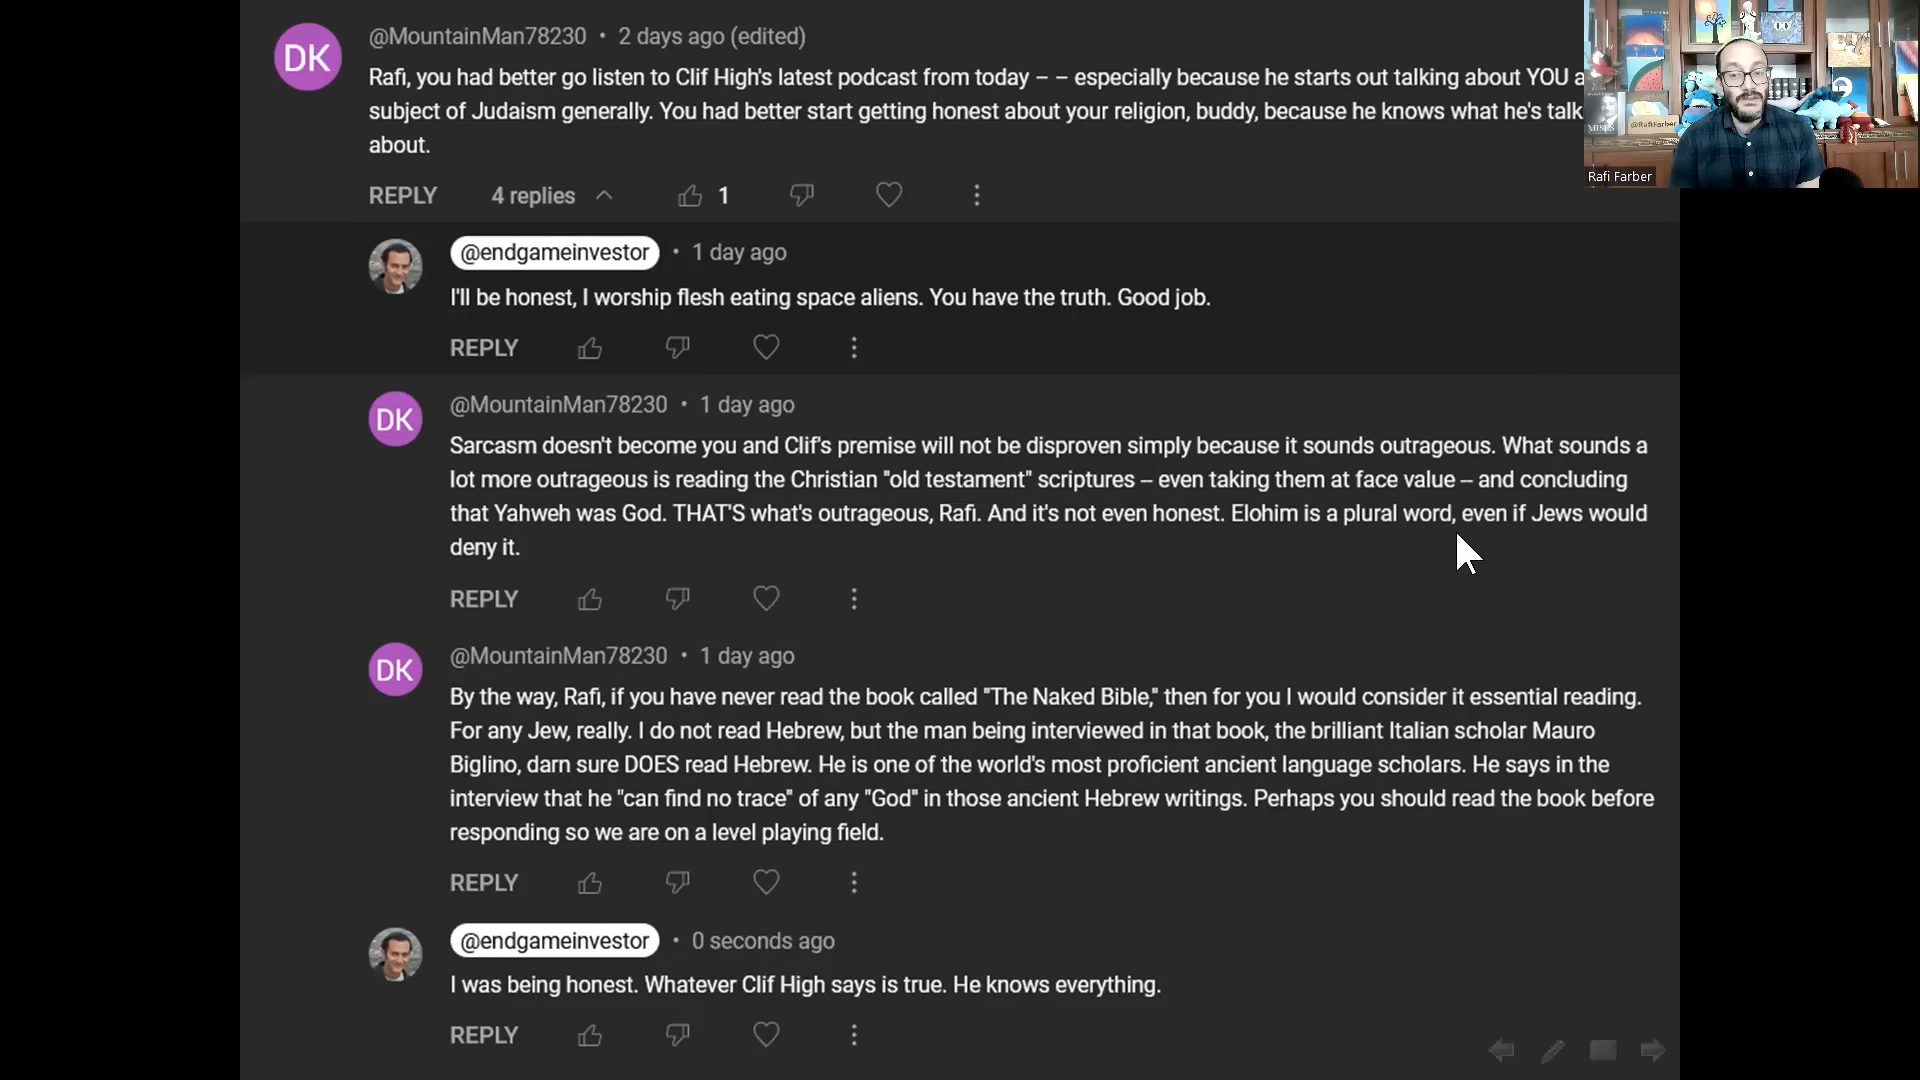 DK
@MountainMan78230 • 2 days ago (edited)
Rafi, you had better go listen to Clif High's latest podcast from today – – especially because he starts out talking about YOU a
subject of Judaism generally. You had better start getting honest about your religion, buddy, because he knows what he's talk
about.
REPLY 4 replies 1
MISES
@RafiFarber
Rafi Farber
@endgameinvestor • 1 day ago
I'll be honest, I worship flesh eating space aliens. You have the truth. Good job.
REPLY
DK
@MountainMan78230 • 1 day ago
Sarcasm doesn't become you and Clif's premise will not be disproven simply because it sounds outrageous. What sounds a
lot more outrageous is reading the Christian "old testament" scriptures -- even taking them at face value -- and concluding
that Yahweh was God. THAT'S what's outrageous, Rafi. And it's not even honest. Elohim is a plural word, even if Jews would
deny it.
REPLY
DK
@MountainMan78230 • 1 day ago
By the way, Rafi, if you have never read the book called "The Naked Bible," then for you I would consider it essential reading.
For any Jew, really. I do not read Hebrew, but the man being interviewed in that book, the brilliant Italian scholar Mauro
Biglino, darn sure DOES read Hebrew. He is one of the world's most proficient ancient language scholars. He says in the
interview that he "can find no trace" of any "God" in those ancient Hebrew writings. Perhaps you should read the book before
responding so we are on a level playing field.
REPLY
@endgameinvestor • 0 seconds ago
I was being honest. Whatever Clif High says is true. He knows everything.
REPLY